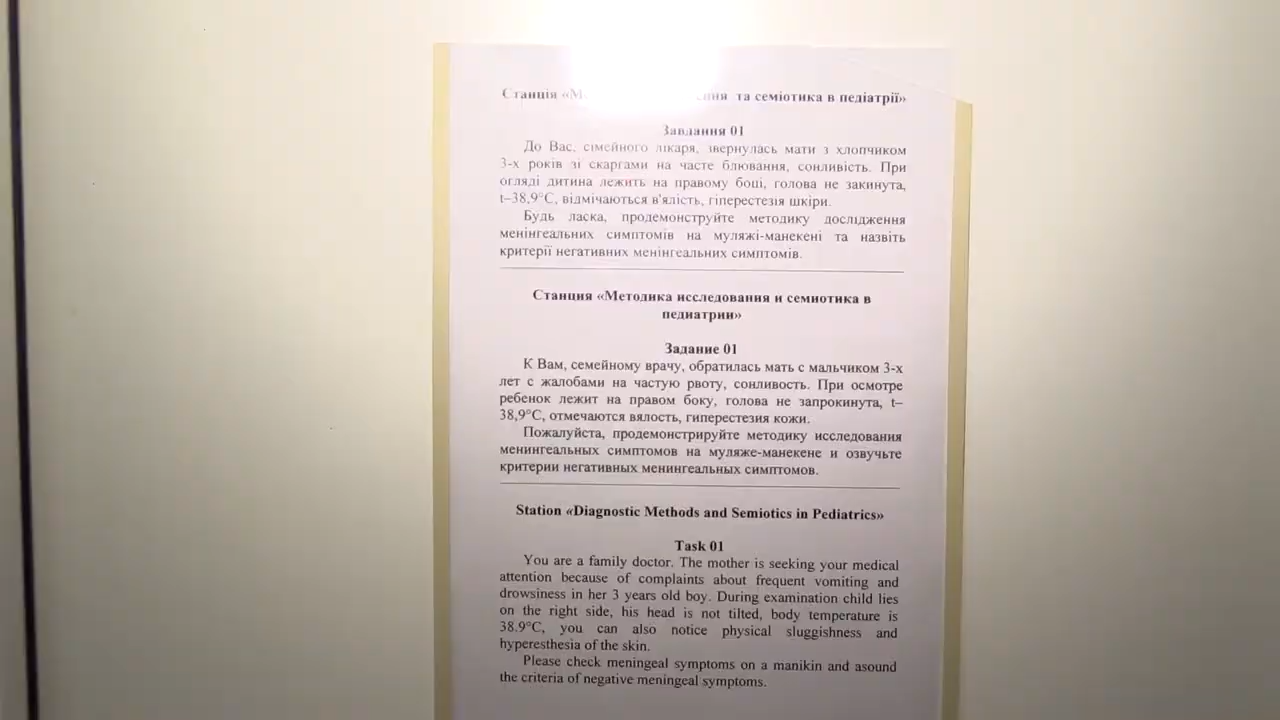 Станція «М ння та семіотика в педіатрії»
Завдання 01
До Вас, сімейного лікаря, звернулась мати з хлопчиком
3-х років зі скаргами на часте блювання, сонливість. При
огляді дитина лежить на правому боці, голова не закинута,
t–38,9°С, відмічаються в'ялість, гіперестезія шкіри.
Будь ласка, продемонструйте методику дослідження
менінгеальних симптомів на муляжі-манекені та назвіть
критерії негативних менінгеальних симптомів.
Станция «Методика исследования и семиотика в
педиатрии»
Задание 01
К Вам, семейному врачу, обратилась мать с мальчиком 3-х
лет с жалобами на частую рвоту, сонливость. При осмотре
ребенок лежит на правом боку, голова не запрокинута, t–
38,9°С, отмечаются вялость, гиперестезия кожи.
Пожалуйста, продемонстрируйте методику исследования
менингеальных симптомов на муляже-манекене и озвучьте
критерии негативных менингеальных симптомов.
Station «Diagnostic Methods and Semiotics in Pediatrics»
Task 01
You are a family doctor. The mother is seeking your medical
attention because of complaints about frequent vomiting and
drowsiness in her 3 years old boy. During examination child lies
on the right side, his head is not tilted, body temperature is
38.9°C, you can also notice physical sluggishness and
hyperesthesia of the skin.
Please check meningeal symptoms on a manikin and asound
the criteria of negative meningeal symptoms.